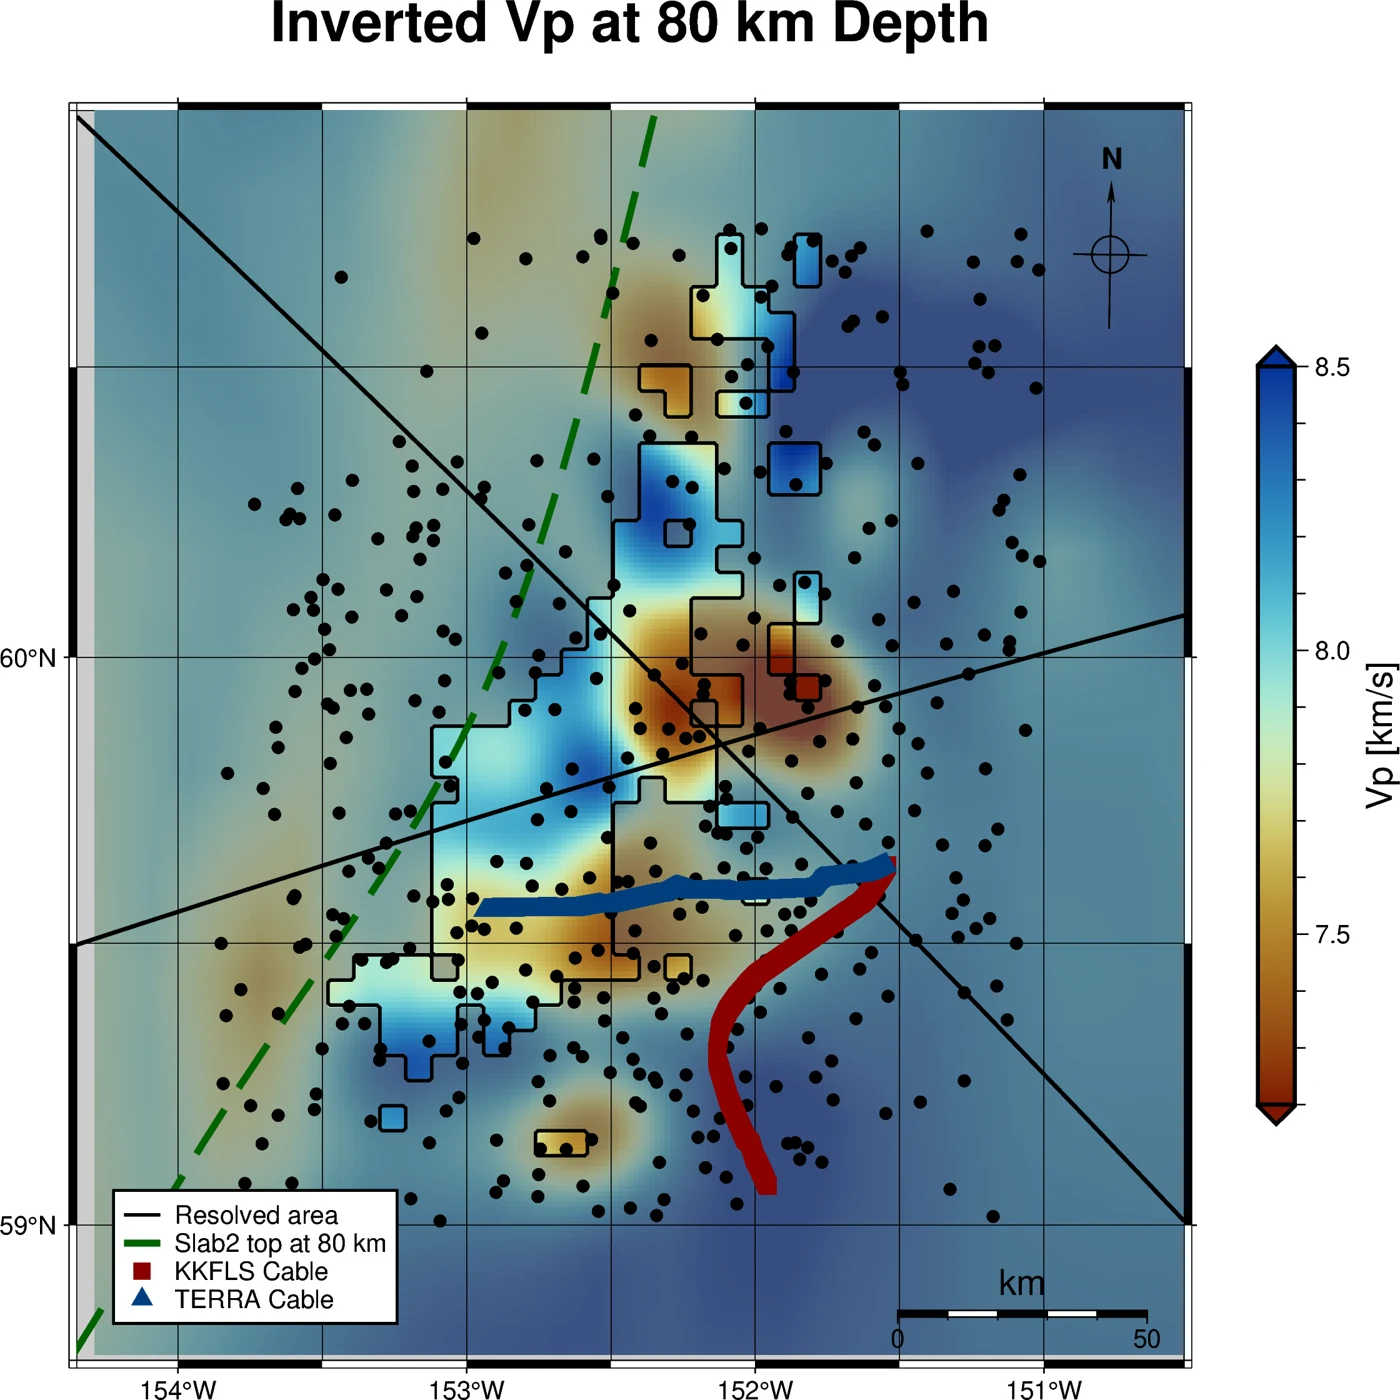 Inverted Vp at 80 km Depth
N
8.5
8.0
7.5
Vp [km/s]
60°N
59°N
Resolved area
Slab2 top at 80 km
KKFLS Cable
TERRA Cable
km
0 50
154°W 153°W 152°W 151°W